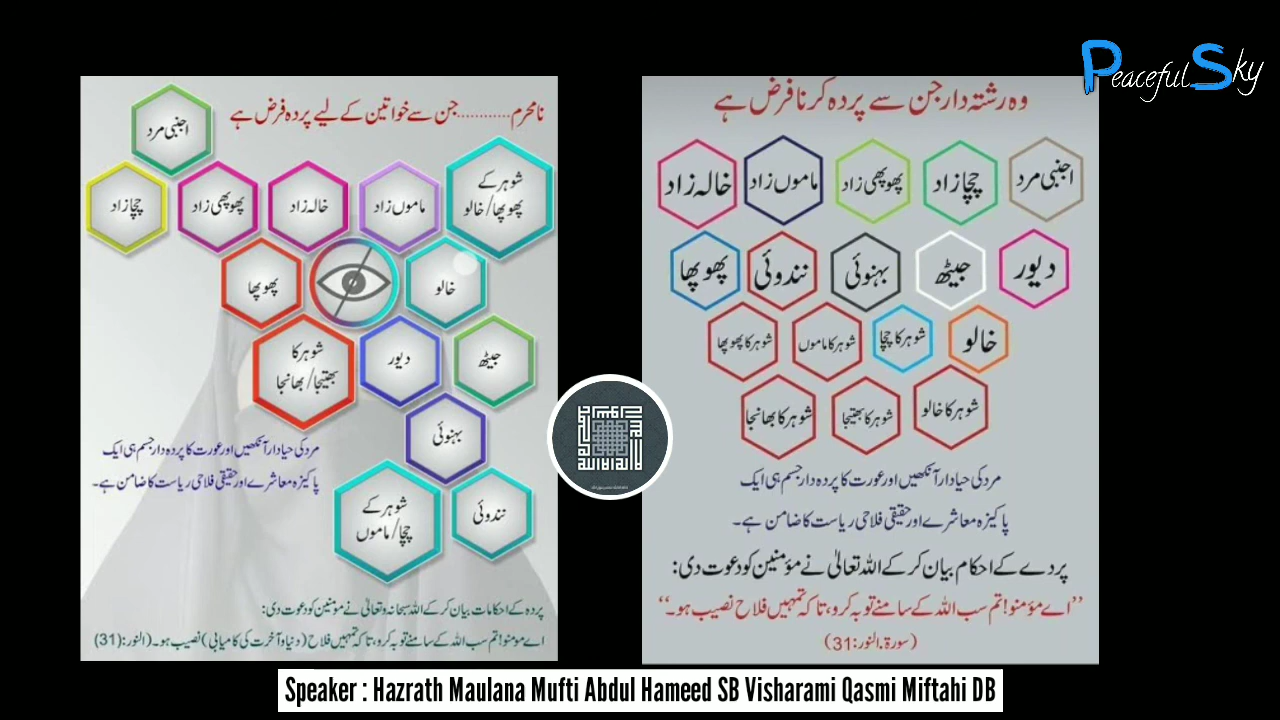 PeacefulSky
نامحرم............جن سے خواتین کے لیے پردہ فرض ہے
اجنبی مرد
شوہر کے
پھوپھا/خالو
ماموں زاد
خالہ زاد
پھوپھی زاد
چچا زاد
خالو
پھوپھا
جیٹھ
دیور
شوہر کا
بھتیجا/بھانجا
بہنوئی
مرد کی حیادار آنکھیں اور عورت کا پردہ دار جسم ہی ایک
پاکیزہ معاشرے اور حقیقی فلاحی ریاست کا ضامن ہے۔
نندوئی
شوہر کے
چچا/ماموں
پردہ کے احکامات بیان کر کے اللہ سبحانہ وتعالیٰ نے مومنین کو دعوت دی:
اے مومنو! تم سب اللہ کے سامنے توبہ کرو، تاکہ تمہیں فلاح (دنیا و آخرت کی کامیابی) نصیب ہو۔ (النور:31)
وہ رشتہ دار جن سے پردہ کرنا فرض ہے
اجنبی مرد
چچا زاد
پھوپھی زاد
ماموں زاد
خالہ زاد
دیور
جیٹھ
بہنوئی
نندوئی
پھوپھا
خالو
شوہر کا چچا
شوہر کا ماموں
شوہر کا پھوپھا
شوہر کا خالو
شوہر کا بھتیجا
شوہر کا بھانجا
مرد کی حیادار آنکھیں اور عورت کا پردہ دار جسم ہی ایک
پاکیزہ معاشرے اور حقیقی فلاحی ریاست کا ضامن ہے۔
پردے کے احکام بیان کر کے اللہ تعالیٰ نے مؤمنین کو دعوت دی:
”اے مؤمنو! تم سب اللہ کے سامنے توبہ کرو، تاکہ تمہیں فلاح نصیب ہو۔“
(سورۃ النور:31)
Speaker : Hazrath Maulana Mufti Abdul Hameed SB Visharami Qasmi Miftahi DB